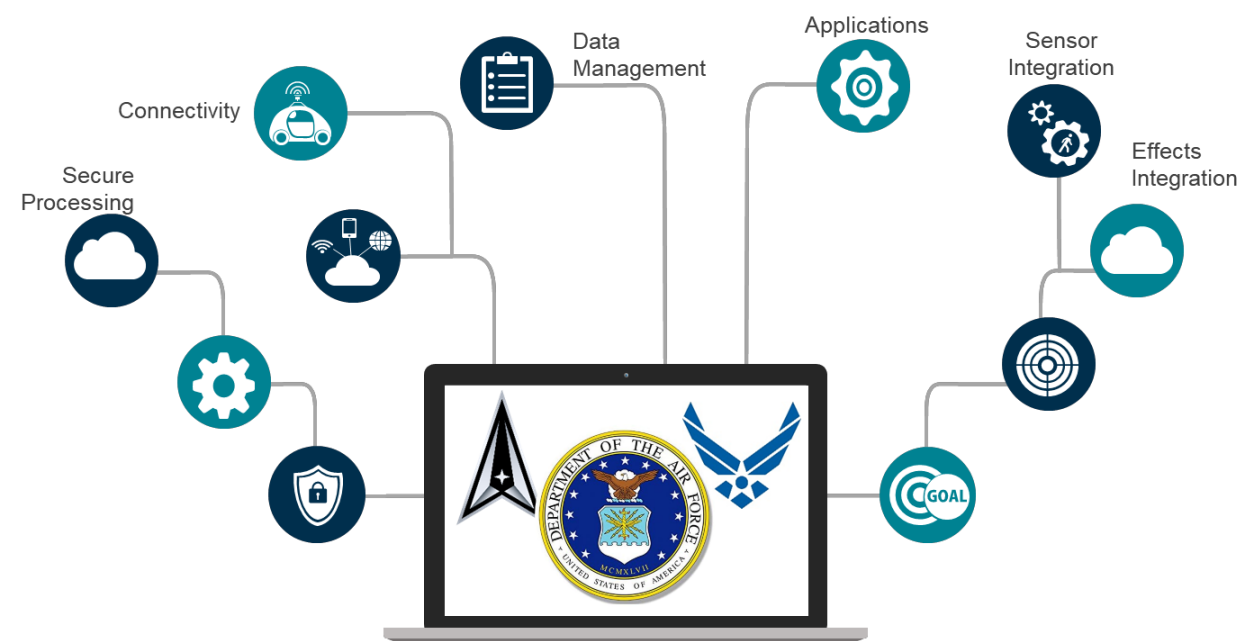 Applications
Data
Management
Sensor
Integration
Connectivity
Effects
Integration
Secure
Processing
DEPARTMENT OF THE AIR FORCE
MCMXLVII
UNITED STATES OF AMERICA
GOAL